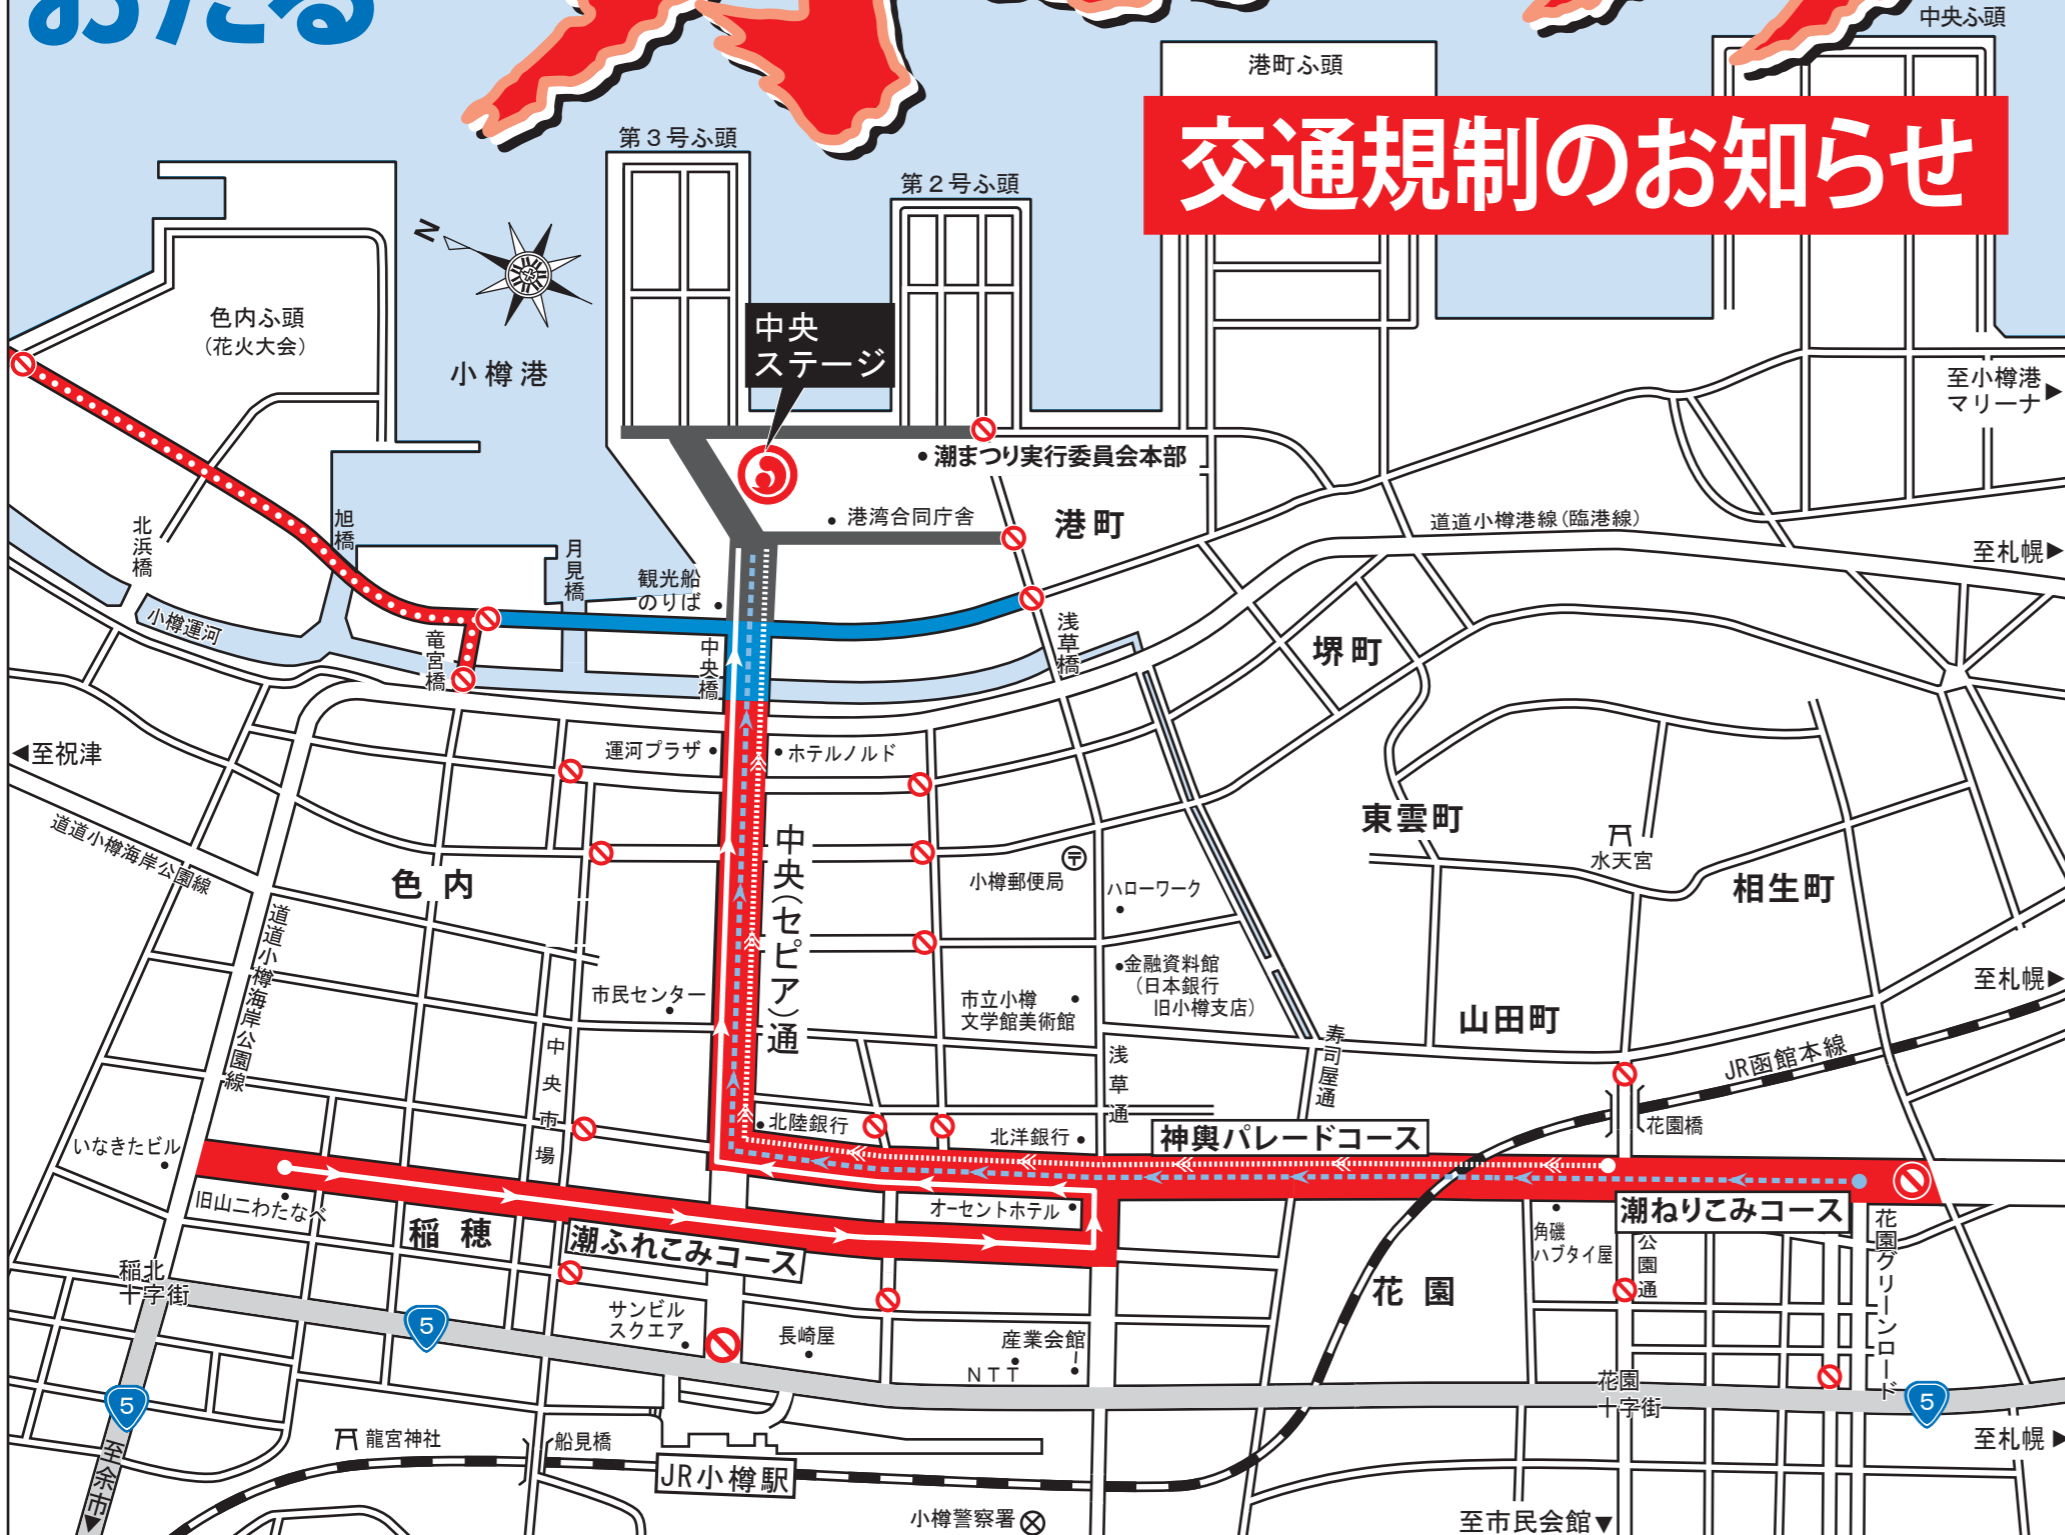 おたる
中央ふ頭
港町ふ頭
交通規制のお知らせ
第3号ふ頭
第2号ふ頭
N
色内ふ頭
(花火大会)
小樽港
中央
ステージ
至小樽港
マリーナ▶
潮まつり実行委員会本部
港湾合同庁舎
港町
道道小樽港線(臨港線)
至札幌▶
北浜橋
旭橋
月見橋
観光船
のりば
小樽運河
竜宮橋
中央橋
浅草橋
堺町
◀至祝津
運河プラザ
ホテルノルド
道道小樽海岸公園線
色内
中央(セピア)通
小樽郵便局
〒
ハローワーク
東雲町
水天宮
相生町
道道小樽海岸公園線
市民センター
市立小樽
文学館美術館
金融資料館
(日本銀行
旧小樽支店)
至札幌▶
山田町
中央市場
浅草通
寿司屋通
JR函館本線
花園橋
いなきたビル
北陸銀行
北洋銀行
神輿パレードコース
旧山二わたなべ
稲穂
潮ふれこみコース
オーセントホテル
潮ねりこみコース
角磯
ハブタイ屋
公園通
花園グリーンロード
稲北
十字街
5
サンビル
スクエア
長崎屋
産業会館
NTT
花園
花園
十字街
5
5
至余市▼
龍宮神社
船見橋
JR小樽駅
小樽警察署
至札幌▶
至市民会館▼